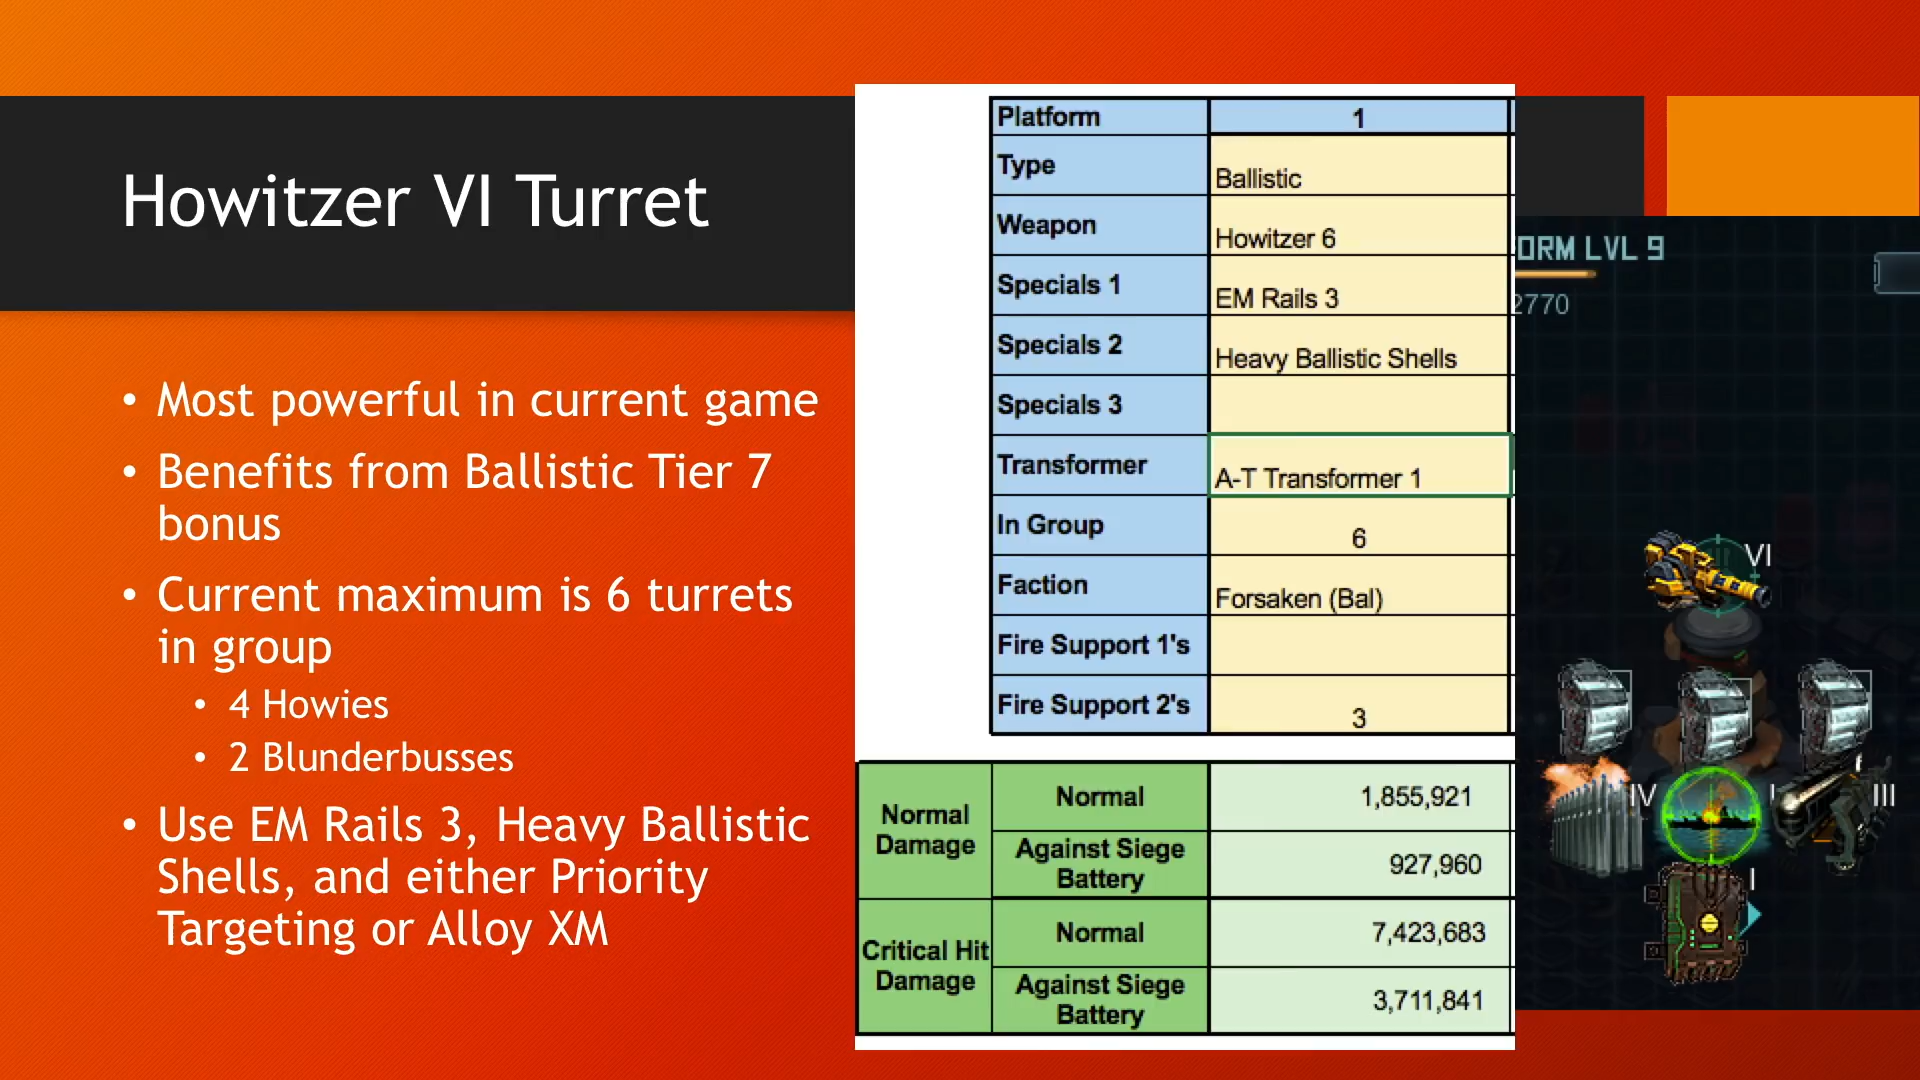 Howitzer VI Turret
• Most powerful in current game
• Benefits from Ballistic Tier 7
bonus
• Current maximum is 6 turrets
in group
• 4 Howies
• 2 Blunderbusses
• Use EM Rails 3, Heavy Ballistic
Shells, and either Priority
Targeting or Alloy XM
Platform 1
Type Ballistic
Weapon Howitzer 6
Specials 1 EM Rails 3
Specials 2 Heavy Ballistic Shells
Specials 3
Transformer A-T Transformer 1
In Group 6
Faction Forsaken (Bal)
Fire Support 1's
Fire Support 2's 3
Normal
Damage
Normal 1,855,921
Against Siege
Battery
927,960
Critical Hit
Damage
Normal 7,423,683
Against Siege
Battery
3,711,841
ORM LVL 9
2770
VI
IV
III
I